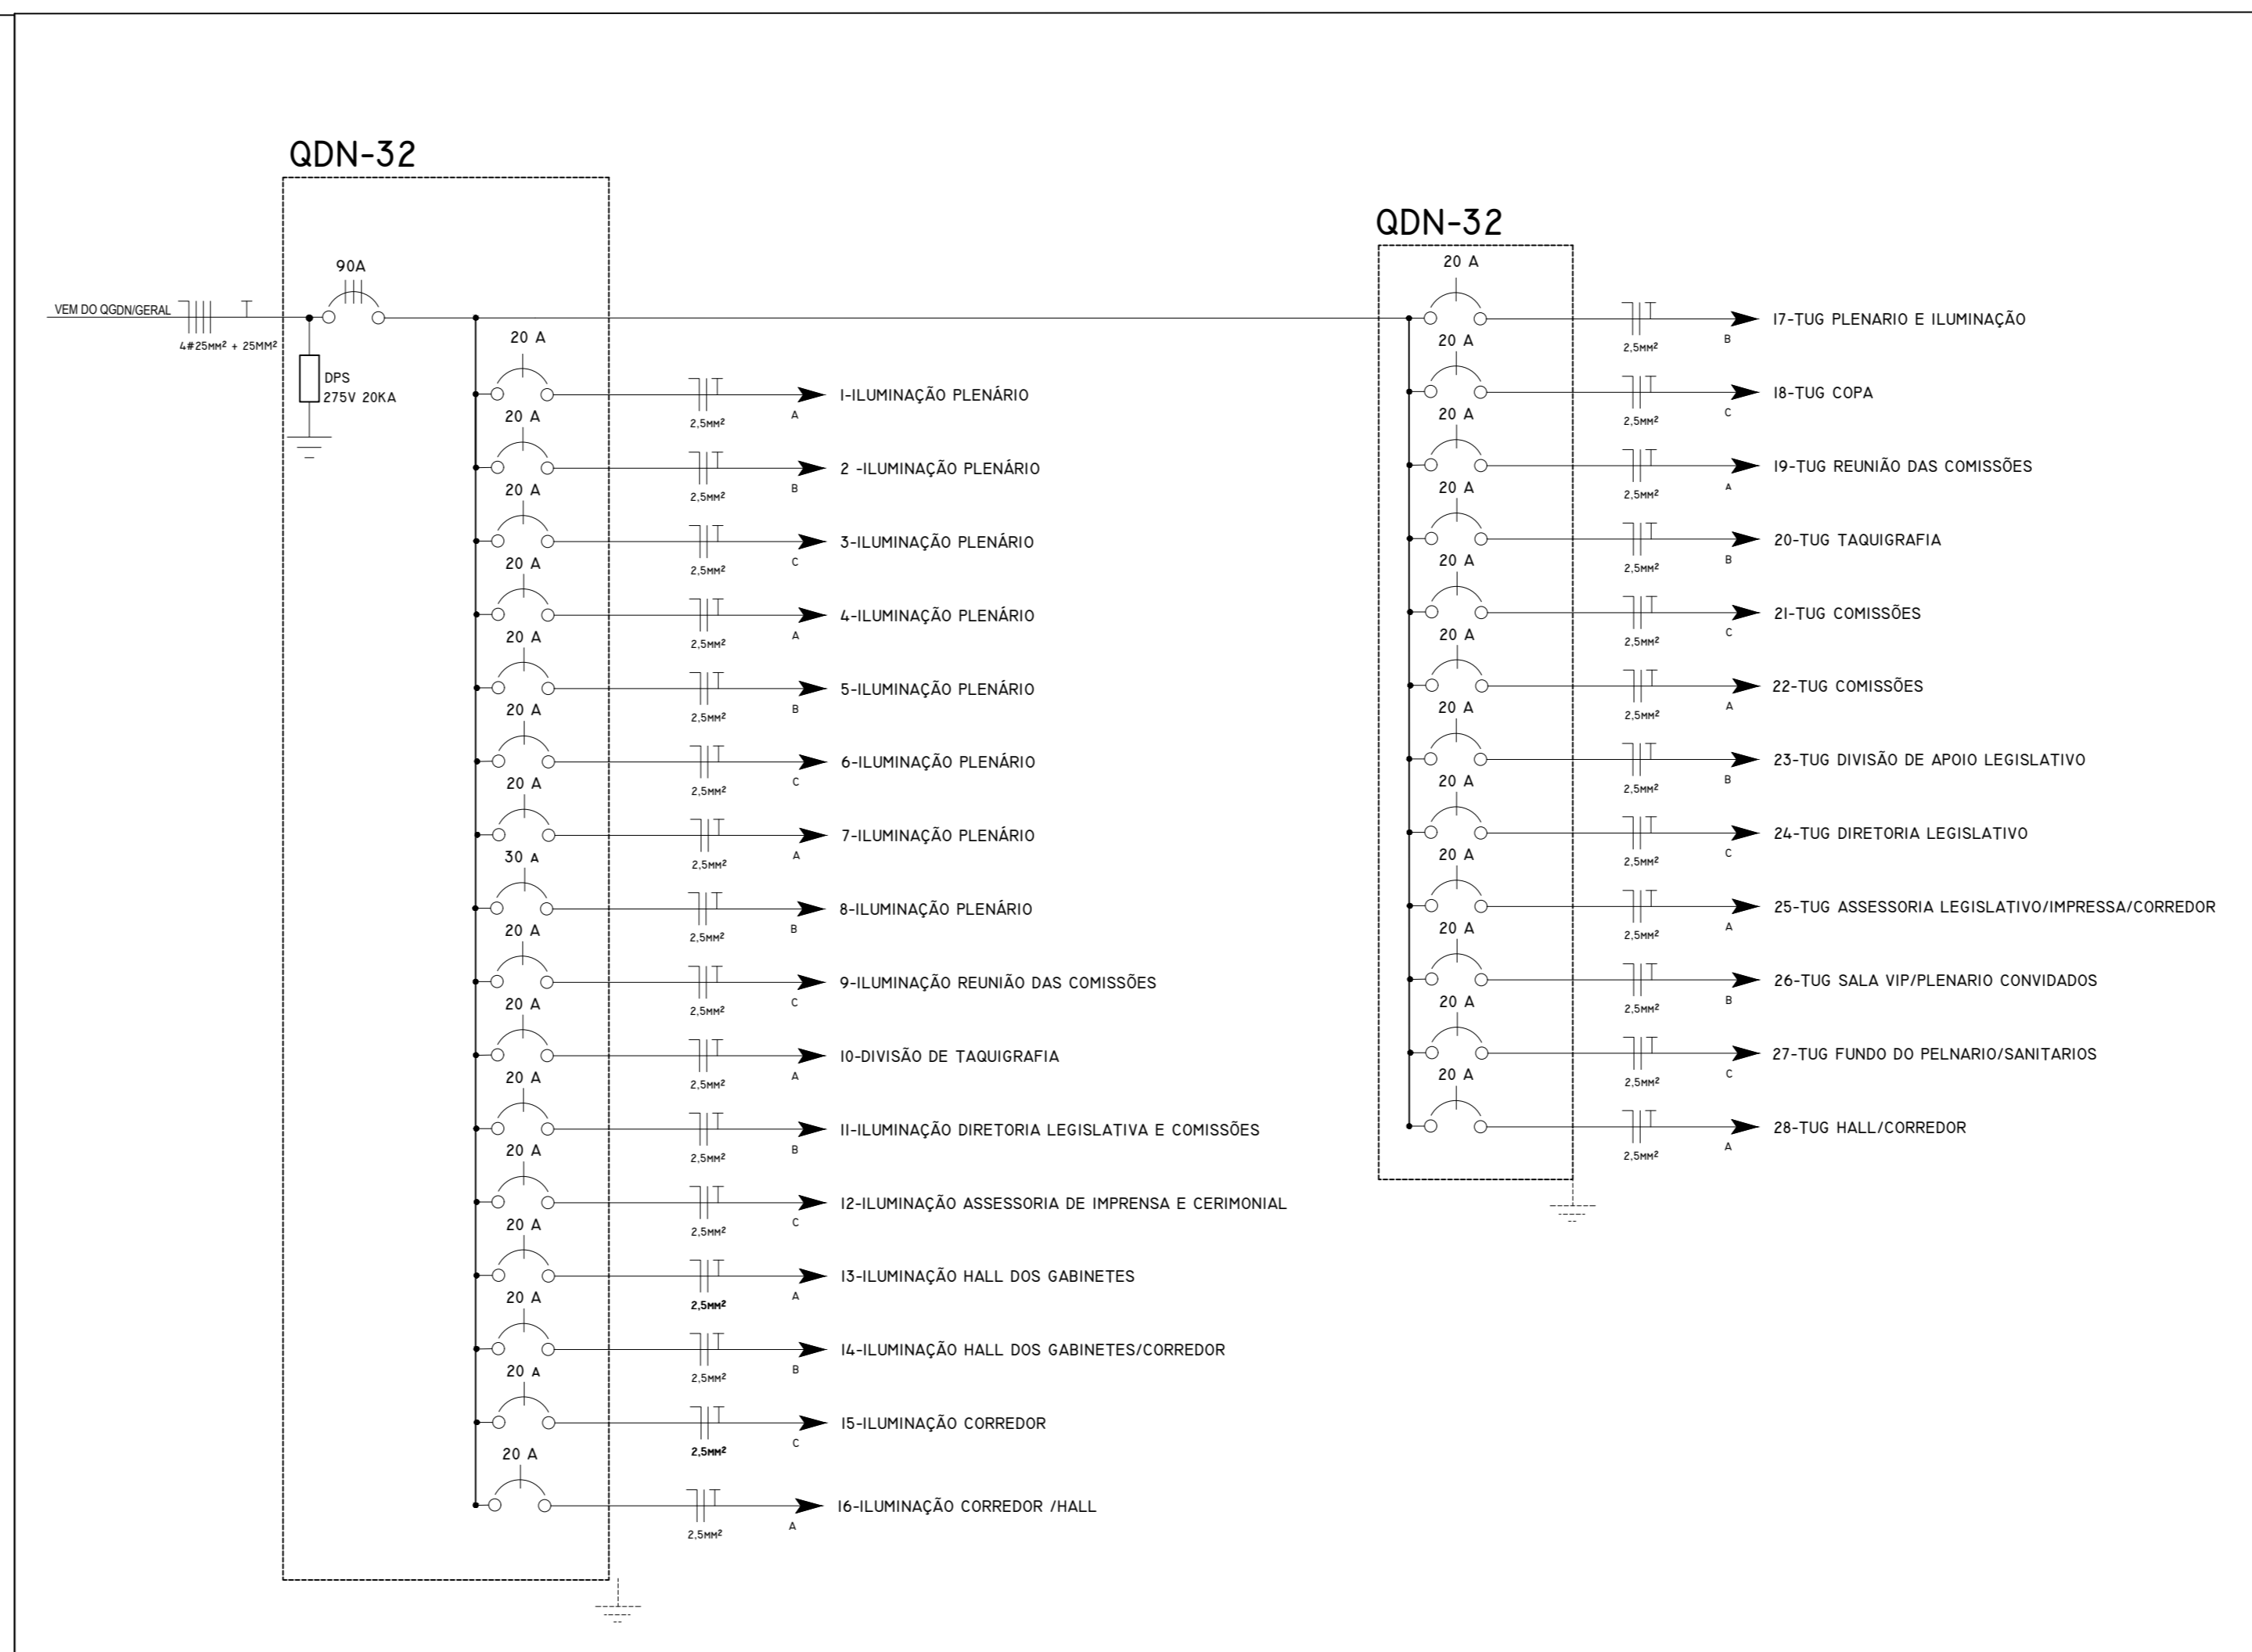 QDN-32
90A
VEM DO QGDN/GERAL
4#25MM² + 25MM²
DPS
275V 20KA
20 A
2,5MM²
A
1-ILUMINAÇÃO PLENÁRIO
20 A
2,5MM²
B
2 -ILUMINAÇÃO PLENÁRIO
20 A
2,5MM²
C
3-ILUMINAÇÃO PLENÁRIO
20 A
2,5MM²
A
4-ILUMINAÇÃO PLENÁRIO
20 A
2,5MM²
B
5-ILUMINAÇÃO PLENÁRIO
20 A
2,5MM²
C
6-ILUMINAÇÃO PLENÁRIO
20 A
2,5MM²
A
7-ILUMINAÇÃO PLENÁRIO
30 A
2,5MM²
B
8-ILUMINAÇÃO PLENÁRIO
20 A
2,5MM²
C
9-ILUMINAÇÃO REUNIÃO DAS COMISSÕES
20 A
2,5MM²
A
10-DIVISÃO DE TAQUIGRAFIA
20 A
2,5MM²
B
11-ILUMINAÇÃO DIRETORIA LEGISLATIVA E COMISSÕES
20 A
2,5MM²
C
12-ILUMINAÇÃO ASSESSORIA DE IMPRENSA E CERIMONIAL
20 A
2,5MM²
A
13-ILUMINAÇÃO HALL DOS GABINETES
20 A
2,5MM²
B
14-ILUMINAÇÃO HALL DOS GABINETES/CORREDOR
20 A
2,5MM²
C
15-ILUMINAÇÃO CORREDOR
20 A
2,5MM²
A
16-ILUMINAÇÃO CORREDOR /HALL
QDN-32
20 A
2,5MM²
B
17-TUG PLENARIO E ILUMINAÇÃO
20 A
2,5MM²
C
18-TUG COPA
20 A
2,5MM²
A
19-TUG REUNIÃO DAS COMISSÕES
20 A
2,5MM²
B
20-TUG TAQUIGRAFIA
20 A
2,5MM²
C
21-TUG COMISSÕES
20 A
2,5MM²
A
22-TUG COMISSÕES
20 A
2,5MM²
B
23-TUG DIVISÃO DE APOIO LEGISLATIVO
20 A
2,5MM²
C
24-TUG DIRETORIA LEGISLATIVO
20 A
2,5MM²
A
25-TUG ASSESSORIA LEGISLATIVO/IMPRESSA/CORREDOR
20 A
2,5MM²
B
26-TUG SALA VIP/PLENARIO CONVIDADOS
20 A
2,5MM²
C
27-TUG FUNDO DO PELNARIO/SANITARIOS
20 A
2,5MM²
A
28-TUG HALL/CORREDOR